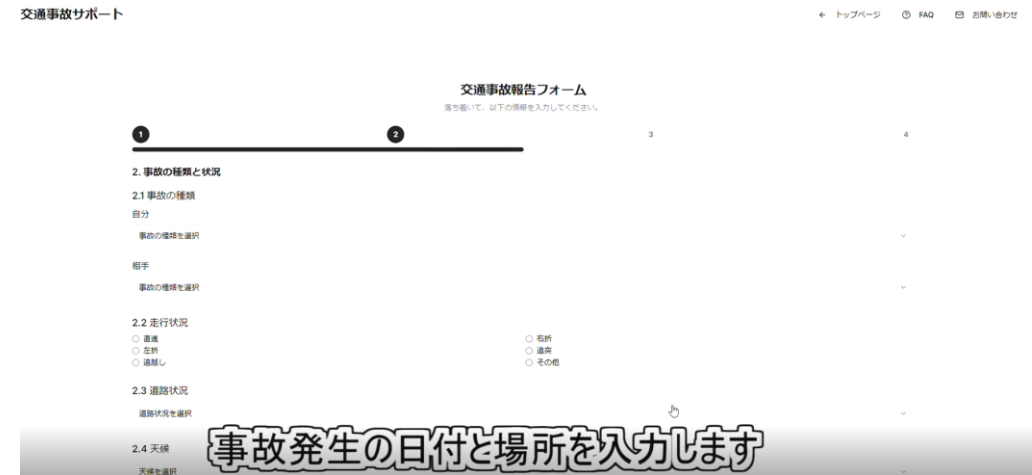 交通事故サポート
← トップページ FAQ お問い合わせ
交通事故報告フォーム
落ち着いて、以下の情報を入力してください。
1 2 3 4
2. 事故の種類と状況
2.1 事故の種類
自分
事故の種類を選択
相手
事故の種類を選択
2.2 走行状況
直進 右折
左折 追突
追越し その他
2.3 道路状況
道路状況を選択
2.4 天候
天候を選択
事故発生の日付と場所を入力します